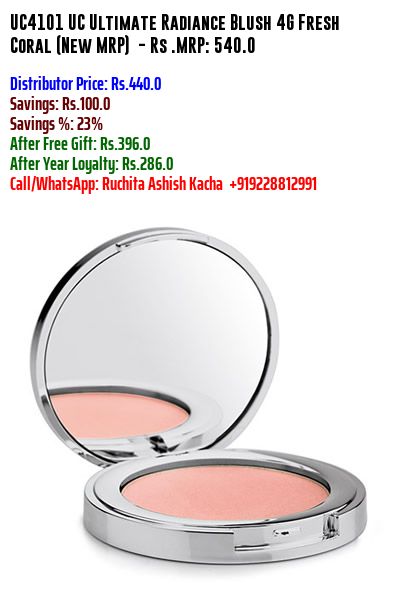 UC4101 UC Ultimate Radiance Blush 4G Fresh
Coral (New MRP) - Rs .MRP: 540.0
Distributor Price: Rs.440.0
Savings: Rs.100.0
Savings %: 23%
After Free Gift: Rs.396.0
After Year Loyalty: Rs.286.0
Call/WhatsApp: Ruchita Ashish Kacha +919228812991